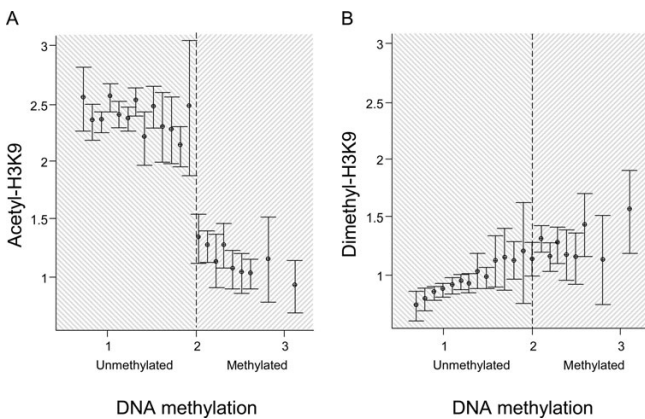 A
B
Acetyl-H3K9
3
2.5
2
1.5
1
1
2
3
Unmethylated
Methylated
DNA methylation
Dimethyl-H3K9
3
2.5
2
1.5
1
1
2
3
Unmethylated
Methylated
DNA methylation